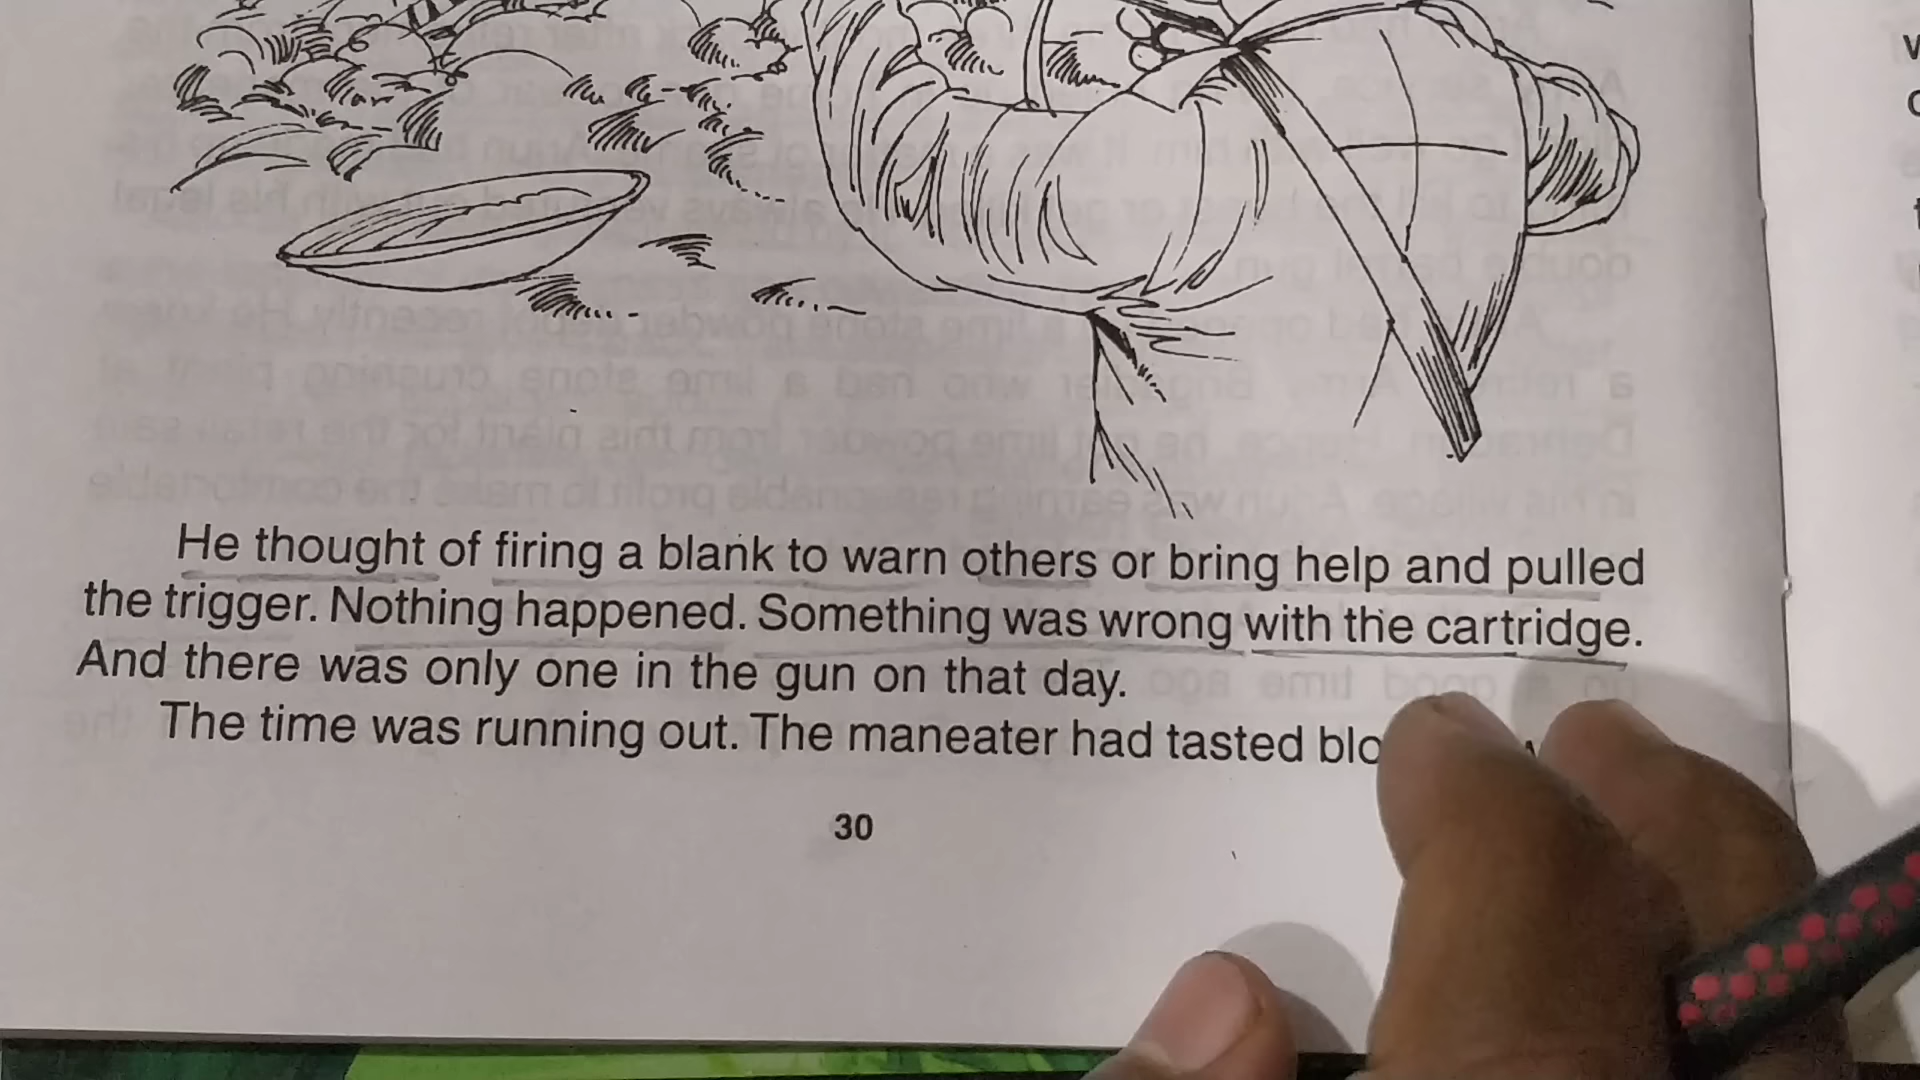 He thought of firing a blank to warn others or bring help and pulled
the trigger. Nothing happened. Something was wrong with the cartridge.
And there was only one in the gun on that day.
The time was running out. The maneater had tasted
30